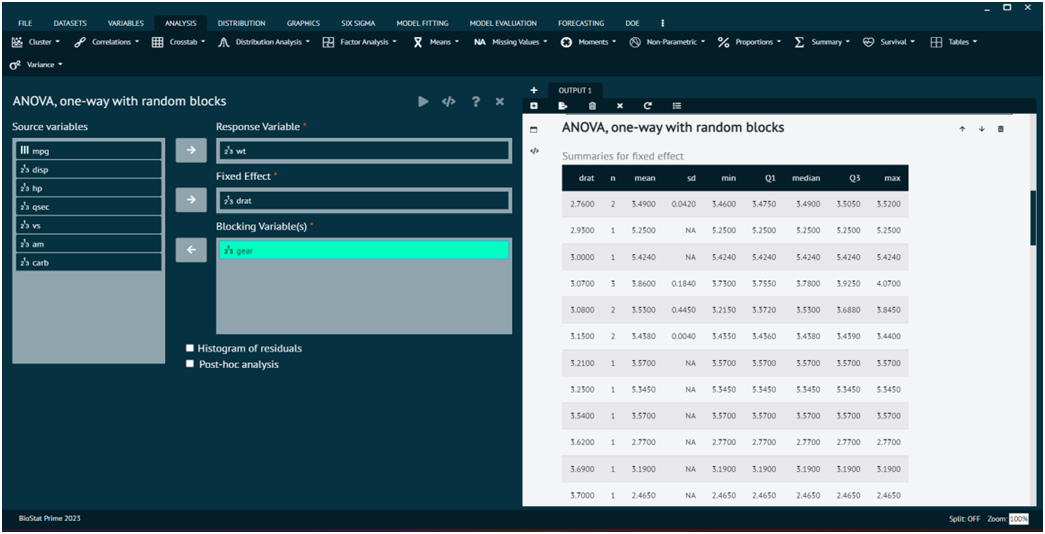 FILE DATASETS VARIABLES ANALYSIS DISTRIBUTION GRAPHICS SIX SIGMA MODEL FITTING MODEL EVALUATION FORECASTING DOE
Cluster Correlations Crosstab Distribution Analysis Factor Analysis Means NA Missing Values Moments Non-Parametric Proportions Summary Survival Tables
σ² Variance
ANOVA, one-way with random blocks
Source variables
mpg
disp
hp
qsec
vs
am
carb
Response Variable *
wt
Fixed Effect *
drat
Blocking Variable(s) *
gear
Histogram of residuals
Post-hoc analysis
OUTPUT 1
ANOVA, one-way with random blocks
Summaries for fixed effect
drat n mean sd min Q1 median Q3 max
2.7600 2 3.4900 0.0420 3.4600 3.4750 3.4900 3.5050 3.5200
2.9300 1 5.2500 NA 5.2500 5.2500 5.2500 5.2500 5.2500
3.0000 1 5.4240 NA 5.4240 5.4240 5.4240 5.4240 5.4240
3.0700 3 3.8600 0.1840 3.7300 3.7550 3.7800 3.9250 4.0700
3.0800 2 3.5300 0.4450 3.2150 3.3720 3.5300 3.6880 3.8450
3.1500 2 3.4380 0.0040 3.4350 3.4360 3.4380 3.4390 3.4400
3.2100 1 3.5700 NA 3.5700 3.5700 3.5700 3.5700 3.5700
3.2300 1 5.3450 NA 5.3450 5.3450 5.3450 5.3450 5.3450
3.5400 1 3.5700 NA 3.5700 3.5700 3.5700 3.5700 3.5700
3.6200 1 2.7700 NA 2.7700 2.7700 2.7700 2.7700 2.7700
3.6900 1 3.1900 NA 3.1900 3.1900 3.1900 3.1900 3.1900
3.7000 1 2.4650 NA 2.4650 2.4650 2.4650 2.4650 2.4650
BioStat Prime 2023
Split: OFF Zoom: 100%